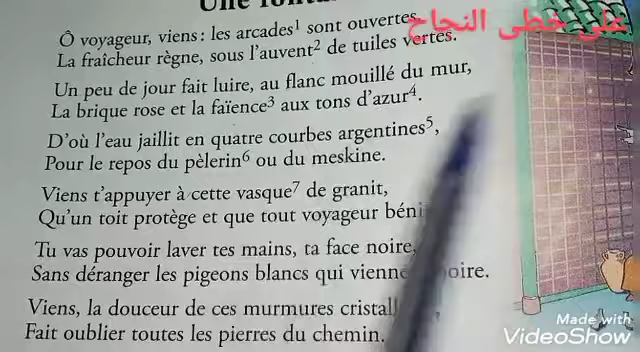 Une
Ô voyageur, viens : les arcades¹ sont ouvertes
على خطى النجاح
La fraîcheur règne, sous l'auvent² de tuiles vertes.
Un peu de jour fait luire, au flanc mouillé du mur,
La brique rose et la faïence³ aux tons d'azur⁴.
D'où l'eau jaillit en quatre courbes argentines⁵,
Pour le repos du pèlerin⁶ ou du meskine.
Viens t'appuyer à cette vasque⁷ de granit,
Qu'un toit protège et que tout voyageur
Tu vas pouvoir laver tes mains, ta face noire,
Sans déranger les pigeons blancs qui
Viens, la douceur de ces murmures
Fait oublier toutes les pierres du chemin.
Made with
VideoShow